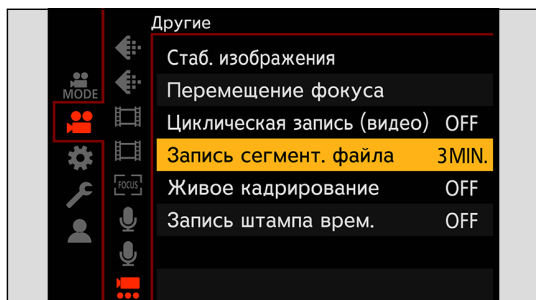 Другие
MODE
Стаб. изображения
Перемещение фокуса
Циклическая запись (видео) OFF
Запись сегмент. файла 3MIN.
FOCUS
Живое кадрирование OFF
Запись штампа врем. OFF